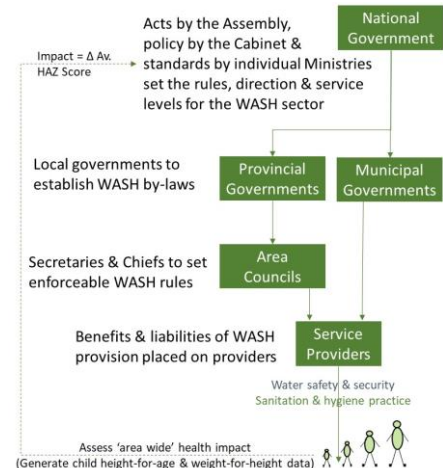 National
Government
Acts by the Assembly,
policy by the Cabinet &
standards by individual Ministries
set the rules, direction & service
levels for the WASH sector
Impact = Δ Av.
HAZ Score
Local governments to
establish WASH by-laws
Provincial
Governments
Municipal
Governments
Secretaries & Chiefs to set
enforceable WASH rules
Area
Councils
Benefits & liabilities of WASH
provision placed on providers
Service
Providers
Water safety & security
Sanitation & hygiene practice
Assess ‘area wide’ health impact
(Generate child height-for-age & weight-for-height data)